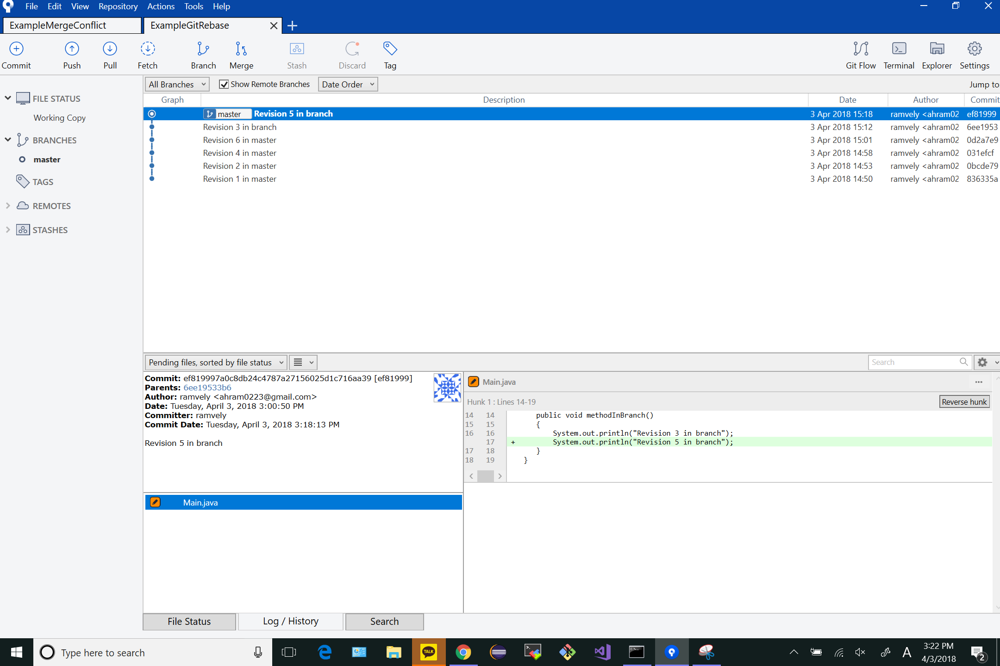 File Edit View Repository Actions Tools Help
ExampleMergeConflict ExampleGitRebase
Commit Push Pull Fetch Branch Merge Stash Discard Tag Git Flow Terminal Explorer Settings
All Branches Show Remote Branches Date Order Jump to
Graph Description Date Author Commit
master Revision 5 in branch 3 Apr 2018 15:18 ramvely <ahram02 ef81999
Revision 3 in branch 3 Apr 2018 15:12 ramvely <ahram02 6ee1953
Revision 6 in master 3 Apr 2018 15:01 ramvely <ahram02 0d2a7e9
Revision 4 in master 3 Apr 2018 14:58 ramvely <ahram02 031efcf
Revision 2 in master 3 Apr 2018 14:53 ramvely <ahram02 0bcde79
Revision 1 in master 3 Apr 2018 14:50 ramvely <ahram02 836335a
FILE STATUS
Working Copy
BRANCHES
master
TAGS
REMOTES
STASHES
Pending files, sorted by file status Search
Commit: ef819997a0c8db24c4787a27156025d1c716aa39 [ef81999]
Parents: 6ee19533b6
Author: ramvely <ahram0223@gmail.com>
Date: Tuesday, April 3, 2018 3:00:50 PM
Committer: ramvely
Commit Date: Tuesday, April 3, 2018 3:18:13 PM
Revision 5 in branch
Main.java
Main.java ...
Hunk 1 : Lines 14-19 Reverse hunk
14 14 public void methodInBranch()
15 15 {
16 16 System.out.println("Revision 3 in branch");
17 + System.out.println("Revision 5 in branch");
17 18 }
18 19 }
File Status Log / History Search
Type here to search
TALK
C:\
A
3:22 PM
4/3/2018
2